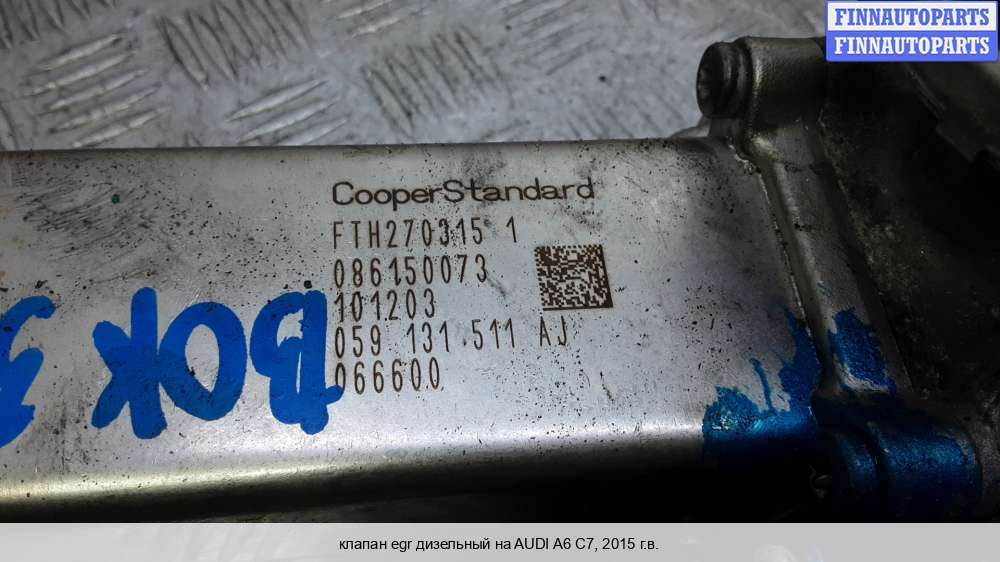 FINNAUTOPARTS
FINNAUTOPARTS
CooperStandard
FTH270315 1
086150073
101203
059 131.511 AJ
066600
клапан egr дизельный на AUDI A6 C7, 2015 г.в.